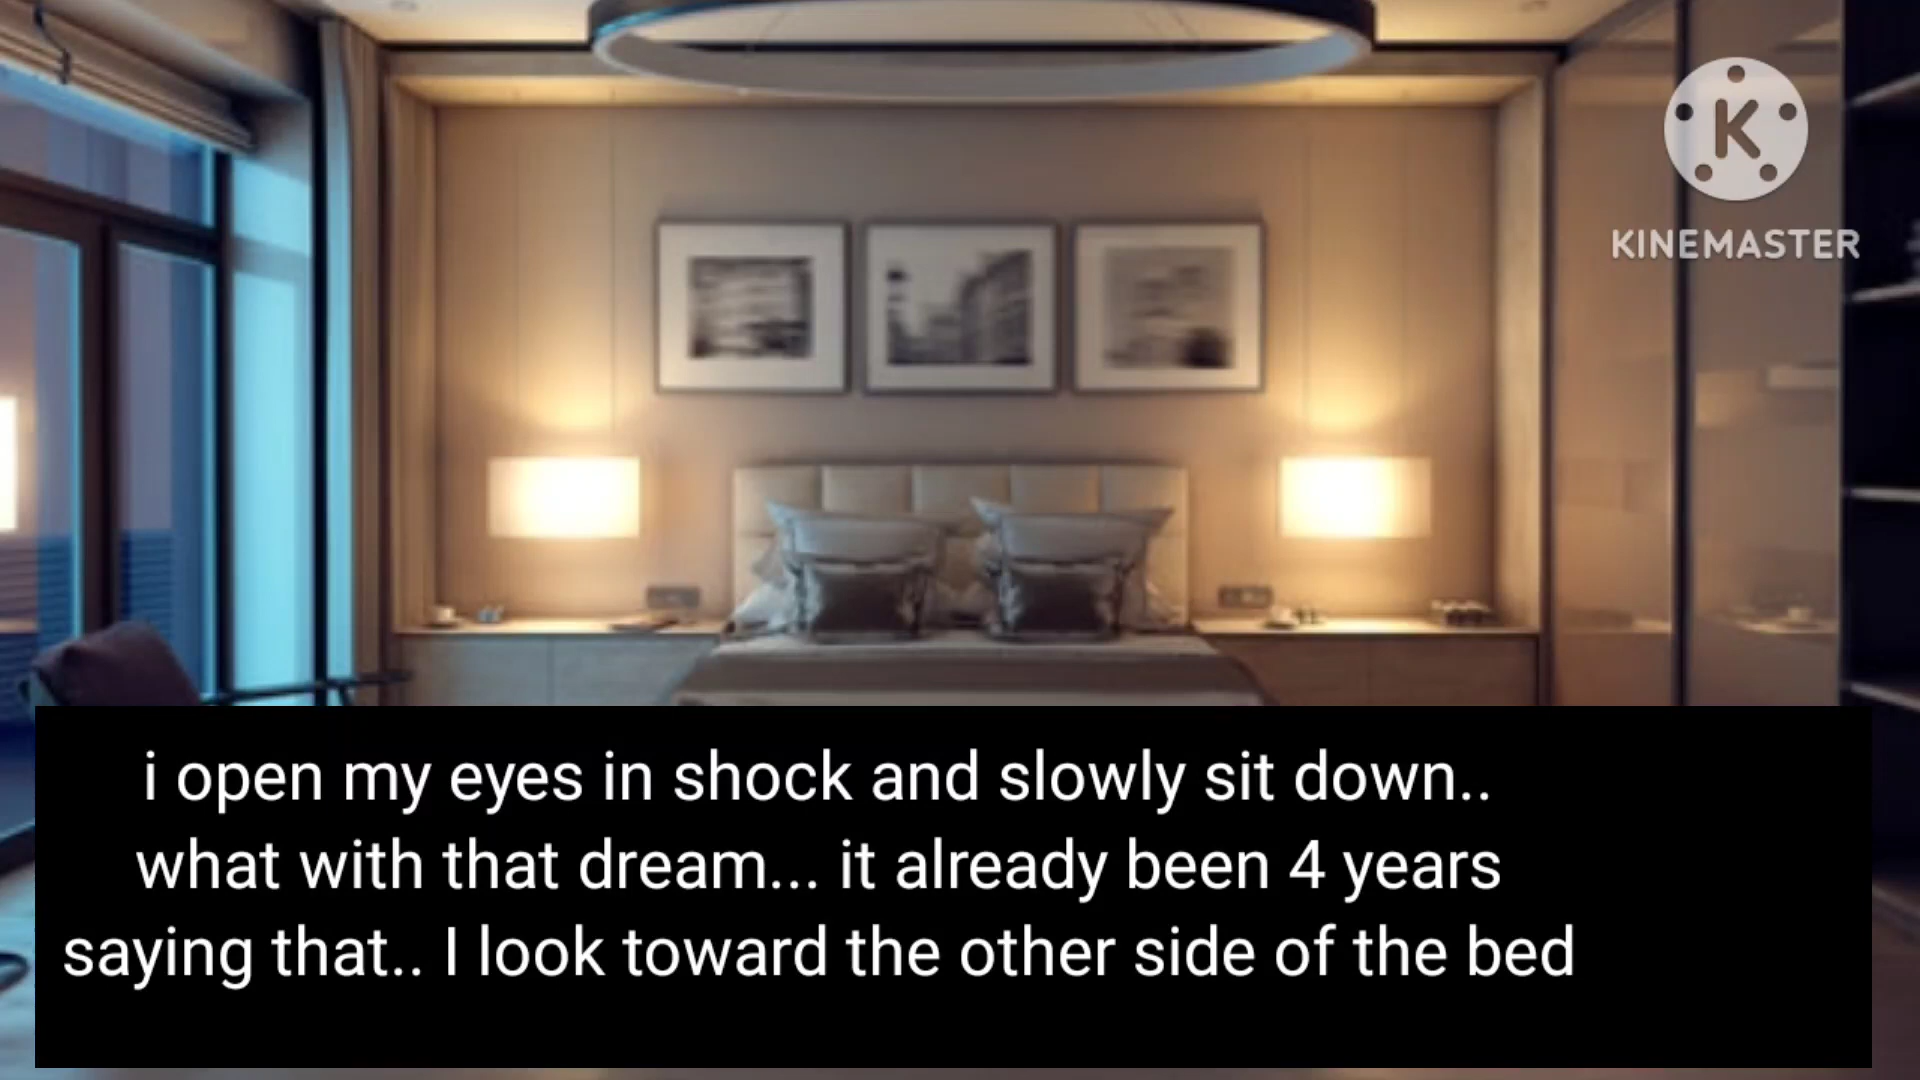 K
KINEMASTER
i open my eyes in shock and slowly sit down..
what with that dream... it already been 4 years
saying that.. I look toward the other side of the bed